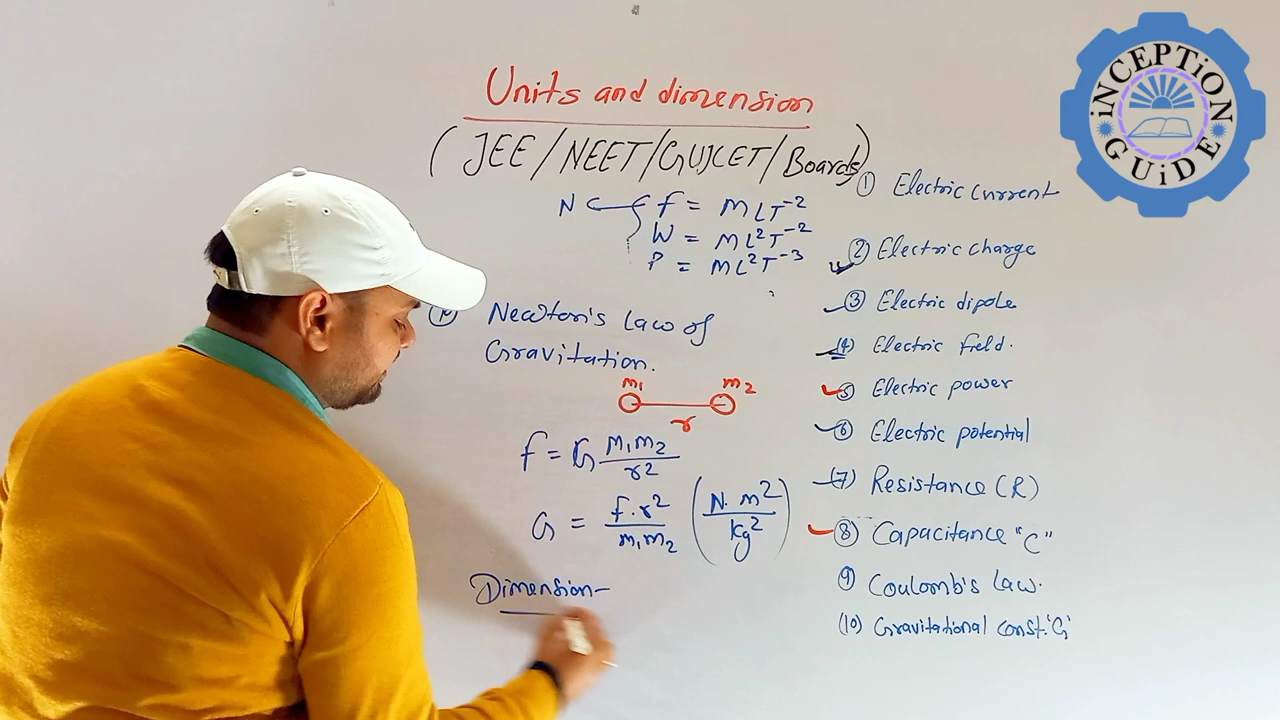 Units and dimension
(JEE/NEET/GUJCET/Boards)
N f = MLT⁻²
W = ML²T⁻²
P = ML²T⁻³
Newton's Law of
Gravitation.
m₁ m₂
r
f = G m₁m₂/r²
G = f·r²/m₁m₂ (N·m²/kg²)
Dimension-
① Electric Current
② Electric charge
③ Electric dipole
(4) Electric field.
⑤ Electric power
⑥ Electric potential
(7) Resistance (R)
⑧ Capacitance "C"
⑨ Coulomb's Law.
(10) Gravitational Const. 'G'
iNCEPTiON
GUiDE